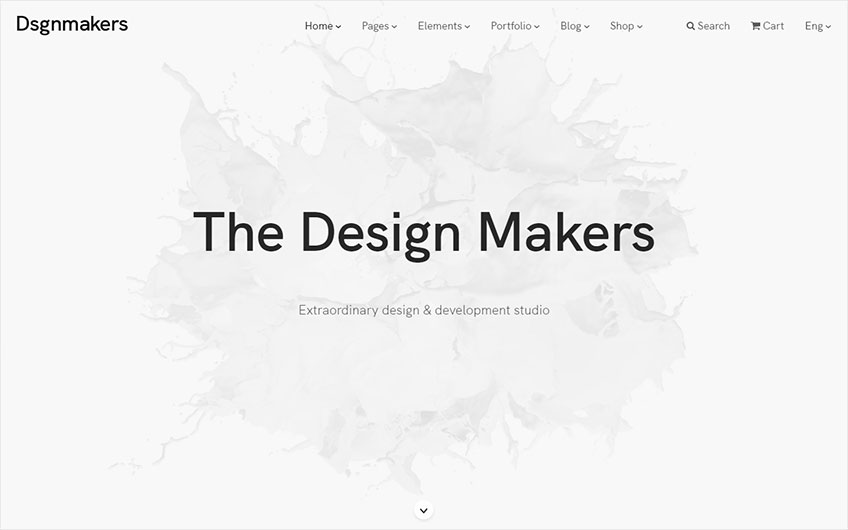 Dsgnmakers Home Pages Elements Portfolio Blog Shop Search Cart Eng
The Design Makers
Extraordinary design & development studio